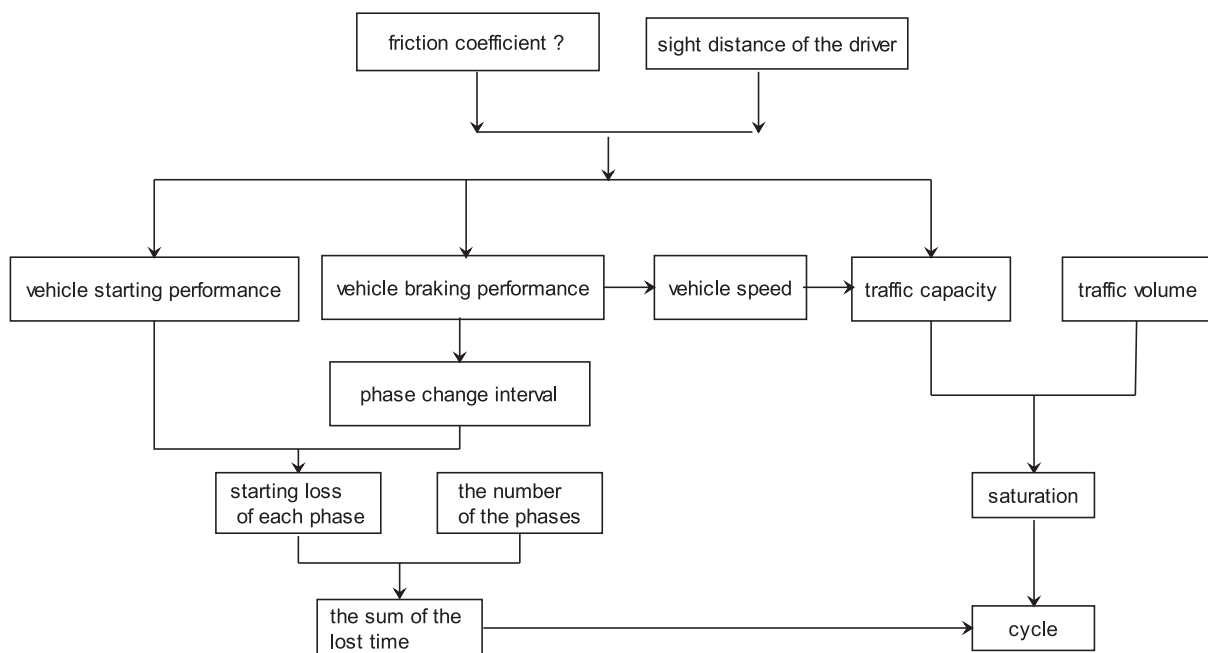 friction coefficient ?
sight distance of the driver
vehicle starting performance
vehicle braking performance
vehicle speed
traffic capacity
traffic volume
phase change interval
starting loss
of each phase
the number
of the phases
saturation
the sum of the
lost time
cycle